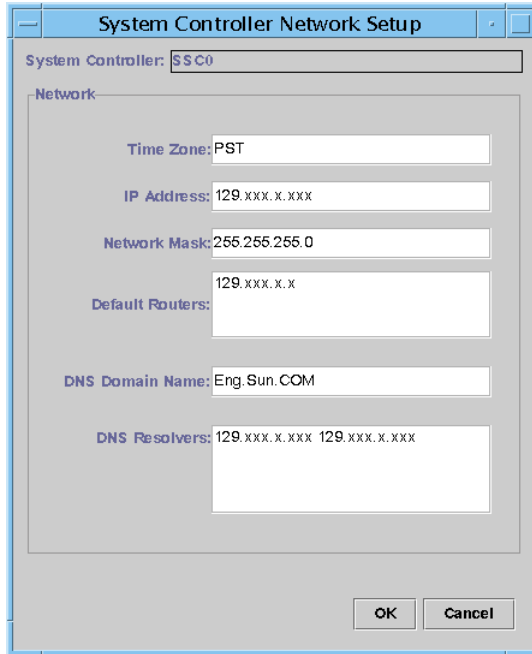 System Controller Network Setup
System Controller: SSC0
Network
Time Zone: PST
IP Address: 129.xxx.x.xxx
Network Mask: 255.255.255.0
Default Routers: 129.xxx.x.x
DNS Domain Name: Eng.Sun.COM
DNS Resolvers: 129.xxx.x.xxx 129.xxx.x.xxx
OK Cancel